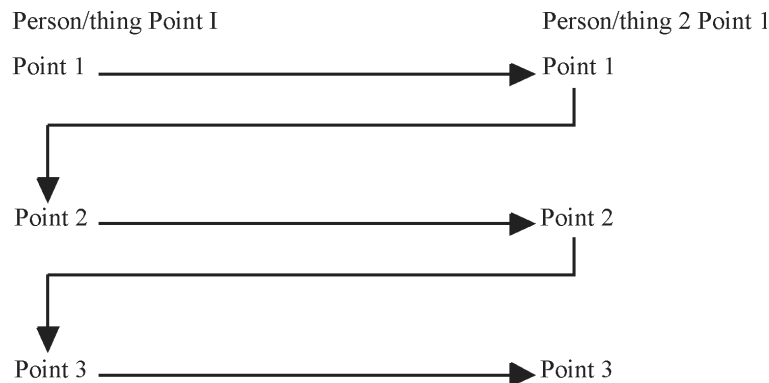 Person/thing Point I
Person/thing 2 Point 1
Point 1
Point 1
Point 2
Point 2
Point 3
Point 3